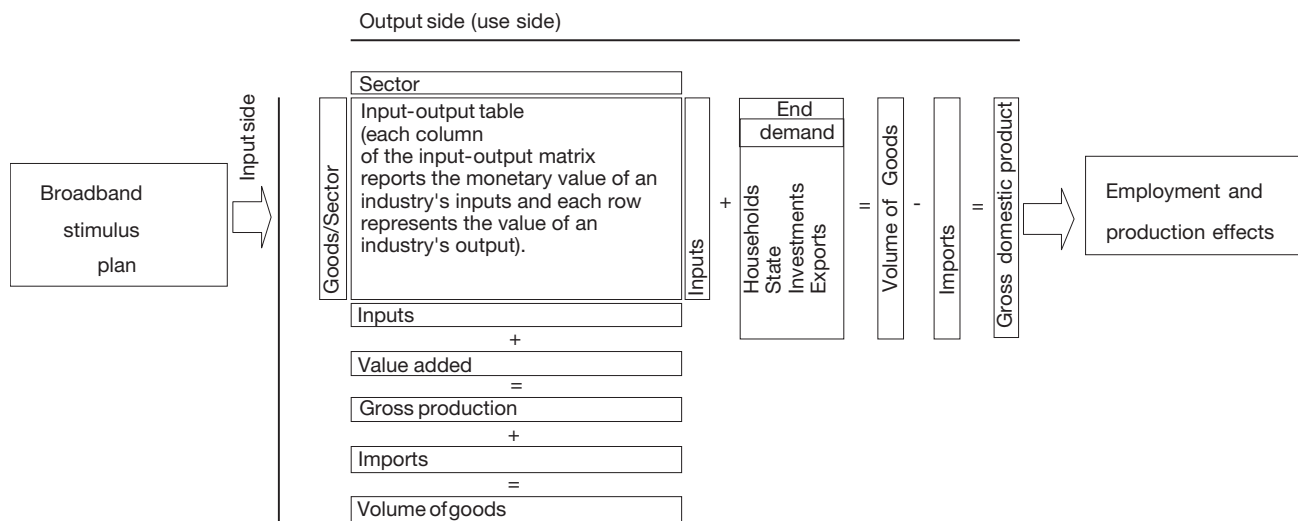 Output side (use side)
Sector
Input side
Broadband
stimulus
plan
Goods/Sector
Input-output table
(each column
of the input-output matrix
reports the monetary value of an
industry's inputs and each row
represents the value of an
industry's output).
Inputs
+
End
demand
Households
State
Investments
Exports
=
Volume of Goods
-
Imports
=
Gross domestic product
Employment and
production effects
Inputs
+
Value added
=
Gross production
+
Imports
=
Volume of goods